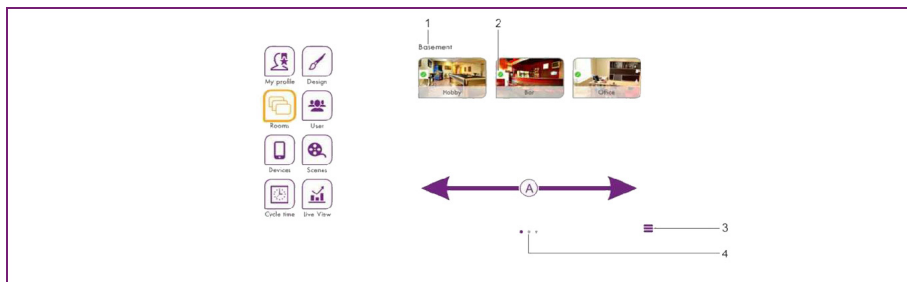 1 2
Basement
My profile Design
Hobby Bar Office
Rooms User
Devices Scenes
A
Cycle time Live View
3
4